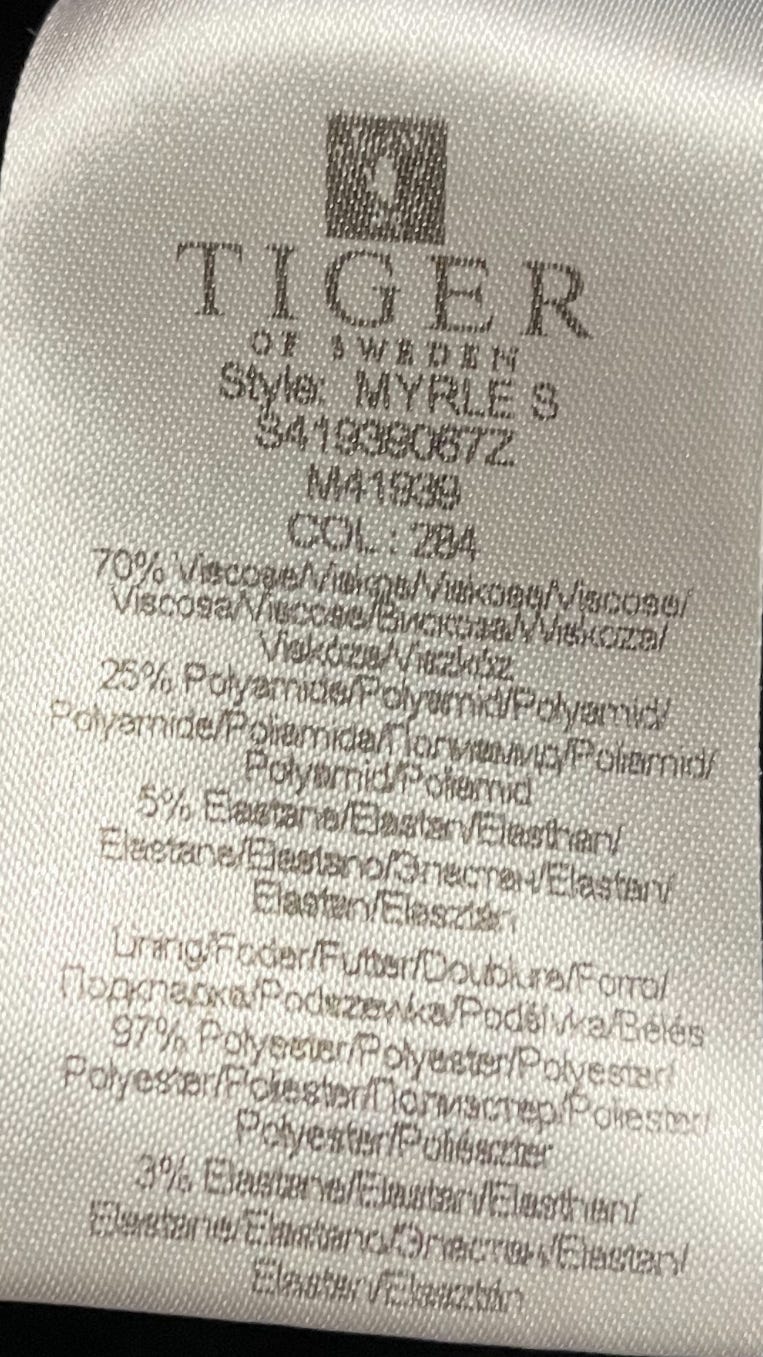 TIGER
OF SWEDEN
Style: MYRLE S
S41939067Z
M41939
COL: 284
70% Viscose/Viskos/Viskose/Viscose/
Viscosa/Viscose/Вискоза/Wiskoza/
Viskóza/Viszkóz
25% Polyamide/Polyamid/Polyamid/
Polyamide/Poliamida/Полиамид/Poliamid/
Polyamid/Poliamid
5% Elastane/Elastan/Elasthan/
Elastane/Elastano/Эластан/Elastan/
Elastan/Elasztán
Lining/Foder/Futter/Doublure/Forro/
Подкладка/Podszewka/Podšívka/Bélés
97% Polyester/Polyester/Polyester/
Polyester/Poliester/Полиэстер/Poliester/
Polyester/Poliészter
3% Elastane/Elastan/Elasthan/
Elastane/Elastano/Эластан/Elastan/
Elastan/Elasztán